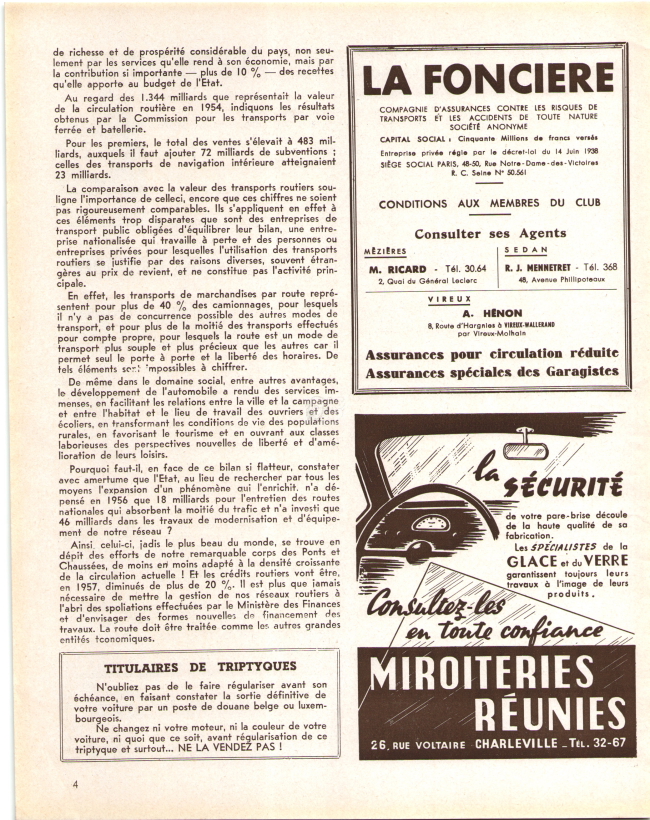 de richesse et de prospérité considérable du pays, non seu-
lement par les services qu'elle rend à son économie, mais par
la contribution si importante — plus de 10 % — des recettes
qu'elle apporte au budget de l'Etat.
Au regard des 1.344 milliards que représentait la valeur
de la circulation routière en 1954, indiquons les résultats
obtenus par la Commission pour les transports par voie
ferrée et batellerie.
Pour les premiers, le total des ventes s'élevait à 483 mil-
liards, auxquels il faut ajouter 72 milliards de subventions ;
celles des transports de navigation intérieure atteignaient
23 milliards.
La comparaison avec la valeur des transports routiers sou-
ligne l'importance de celleci, encore que ces chiffres ne soient
pas rigoureusement comparables. Ils s'appliquent en effet à
ces éléments trop disparates que sont des entreprises de
transport public obligées d'équilibrer leur bilan, une entre-
prise nationalisée qui travaille à perte et des personnes ou
entreprises privées pour lesquelles l'utilisation des transports
routiers se justifie par des raisons diverses, souvent étran-
gères au prix de revient, et ne constitue pas l'activité prin-
cipale.
En effet, les transports de marchandises par route repré-
sentent pour plus de 40 % des camionnages, pour lesquels
il n'y a pas de concurrence possible des autres modes de
transport, et pour plus de la moitié des transports effectués
pour compte propre, pour lesquels la route est un mode de
transport plus souple et plus précieux que les autres car il
permet seul le porte à porte et la liberté des horaires. De
tels éléments sont impossibles à chiffrer.
De même dans le domaine social, entre autres avantages,
le développement de l'automobile a rendu des services im-
menses, en facilitant les relations entre la ville et la campagne
et entre l'habitat et le lieu de travail des ouvriers et des
écoliers, en transformant les conditions de vie des populations
rurales, en favorisant le tourisme et en ouvrant aux classes
laborieuses des perspectives nouvelles de liberté et d'amé-
lioration de leurs loisirs.
Pourquoi faut-il, en face de ce bilan si flatteur, constater
avec amertume que l'Etat, au lieu de rechercher par tous les
moyens l'expansion d'un phénomène qui l'enrichit, n'a dé-
pensé en 1956 que 18 milliards pour l'entretien des routes
nationales qui absorbent la moitié du trafic et n'a investi que
46 milliards dans les travaux de modernisation et d'équipe-
ment de notre réseau ?
Ainsi celui-ci, jadis le plus beau du monde, se trouve en
dépit des efforts de notre remarquable corps des Ponts et
Chaussées, de moins en moins adapté à la densité croissante
de la circulation actuelle ! Et les crédits routiers vont être,
en 1957, diminués de plus de 20 %. Il est plus que jamais
nécessaire de mettre la gestion de nos réseaux routiers à
l'abri des spoliations effectuées par le Ministère des Finances
et d'envisager des formes nouvelles de financement des
travaux. La route doit être traitée comme les autres grandes
entités économiques.
TITULAIRES DE TRIPTYQUES
N'oubliez pas de le faire régulariser avant son
échéance, en faisant constater la sortie définitive de
votre voiture par un poste de douane belge ou luxem-
bourgeois.
Ne changez ni votre moteur, ni la couleur de votre
voiture, ni quoi que ce soit, avant régularisation de ce
triptyque et surtout... NE LA VENDEZ PAS !
4
LA FONCIERE
COMPAGNIE D'ASSURANCES CONTRE LES RISQUES DE
TRANSPORTS ET LES ACCIDENTS DE TOUTE NATURE
SOCIÉTÉ ANONYME
CAPITAL SOCIAL : Cinquante Millions de francs versés
Entreprise privée régie par le décret-loi du 14 Juin 1938
SIÈGE SOCIAL PARIS, 48-50, Rue Notre-Dame-des-Victoires
R. C. Seine N° 50.561
CONDITIONS AUX MEMBRES DU CLUB
Consulter ses Agents
MÉZIÈRES
M. RICARD - Tél. 30.64
2, Quai du Général Leclerc
SEDAN
R. J. MENNETRET - Tél. 368
48, Avenue Philippoteaux
VIREUX
A. HÉNON
8, Route d'Hargnies à VIREUX-WALLERAND
par Vireux-Molhain
Assurances pour circulation réduite
Assurances spéciales des Garagistes
la SÉCURITÉ
de votre pare-brise découle
de la haute qualité de sa
fabrication.
Les SPÉCIALISTES de la
GLACE et du VERRE
garantissent toujours leurs
travaux à l'image de leurs
produits.
Consultez-les
en toute confiance
MIROITERIES
RÉUNIES
26, RUE VOLTAIRE CHARLEVILLE - TÉL. 32-67